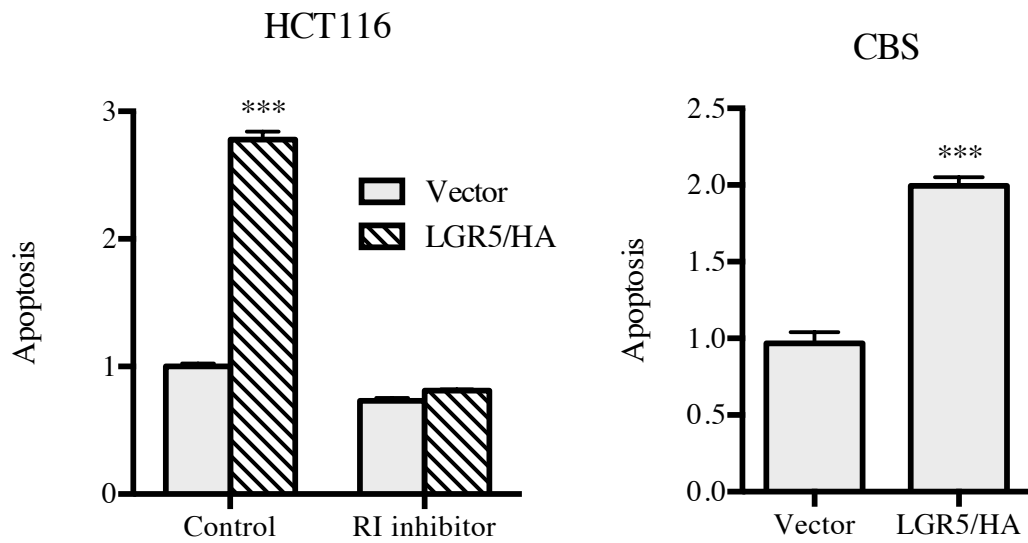 HCT116
Apoptosis
3
2
1
0
***
Vector
LGR5/HA
Control RI inhibitor
CBS
Apoptosis
2.5
2.0
1.5
1.0
0.5
0.0
***
Vector LGR5/HA